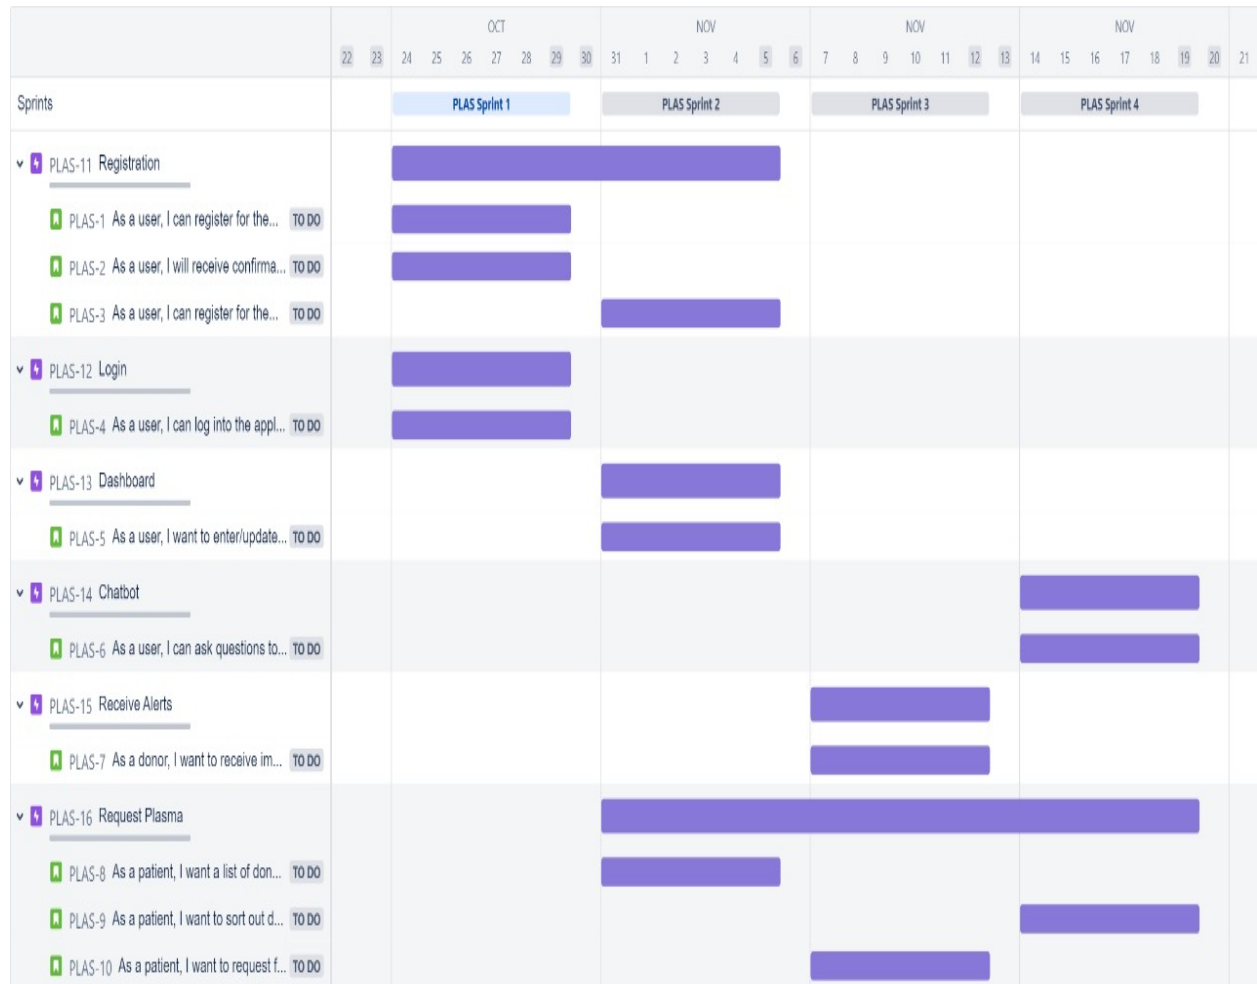 OCT NOV NOV NOV
22 23 24 25 26 27 28 29 30 31 1 2 3 4 5 6 7 8 9 10 11 12 13 14 15 16 17 18 19 20 21
Sprints PLAS Sprint 1 PLAS Sprint 2 PLAS Sprint 3 PLAS Sprint 4
PLAS-11 Registration
PLAS-1 As a user, I can register for the... TO DO
PLAS-2 As a user, I will receive confirma... TO DO
PLAS-3 As a user, I can register for the... TO DO
PLAS-12 Login
PLAS-4 As a user, I can log into the appl... TO DO
PLAS-13 Dashboard
PLAS-5 As a user, I want to enter/update... TO DO
PLAS-14 Chatbot
PLAS-6 As a user, I can ask questions to... TO DO
PLAS-15 Receive Alerts
PLAS-7 As a donor, I want to receive im... TO DO
PLAS-16 Request Plasma
PLAS-8 As a patient, I want a list of don... TO DO
PLAS-9 As a patient, I want to sort out d... TO DO
PLAS-10 As a patient, I want to request f... TO DO